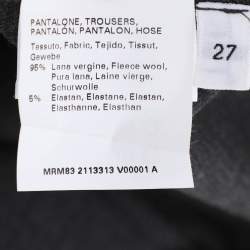 PANTALONE, TROUSERS,
PANTALÓN, PANTALON, HOSE
Tessuto, Fabric, Tejido, Tissut,
Gewebe
95% Lana vergine, Fleece wool,
Pura lana, Laine vierge,
Schurwolle
5% Elastan, Elastane, Elastan,
Elasthanne, Elasthan
MRM83 2113313 V00001 A
27